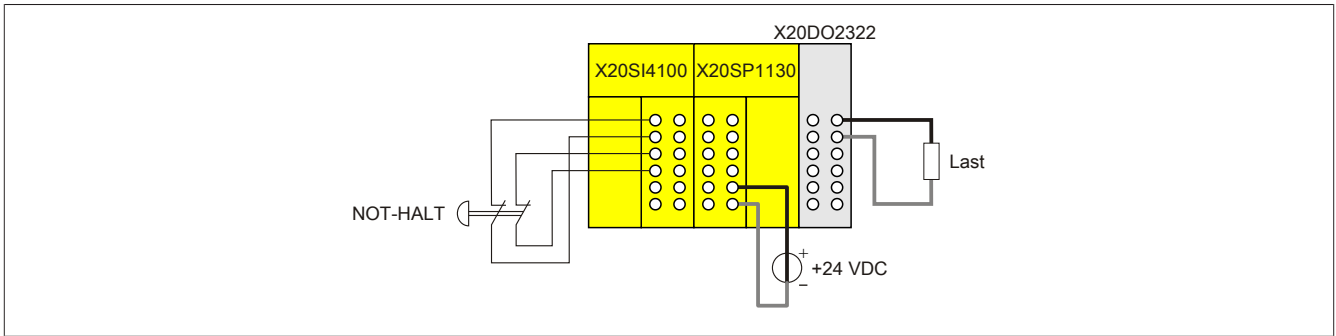 X20DO2322
X20SI4100
X20SP1130
Last
NOT-HALT
+
+24 VDC
–